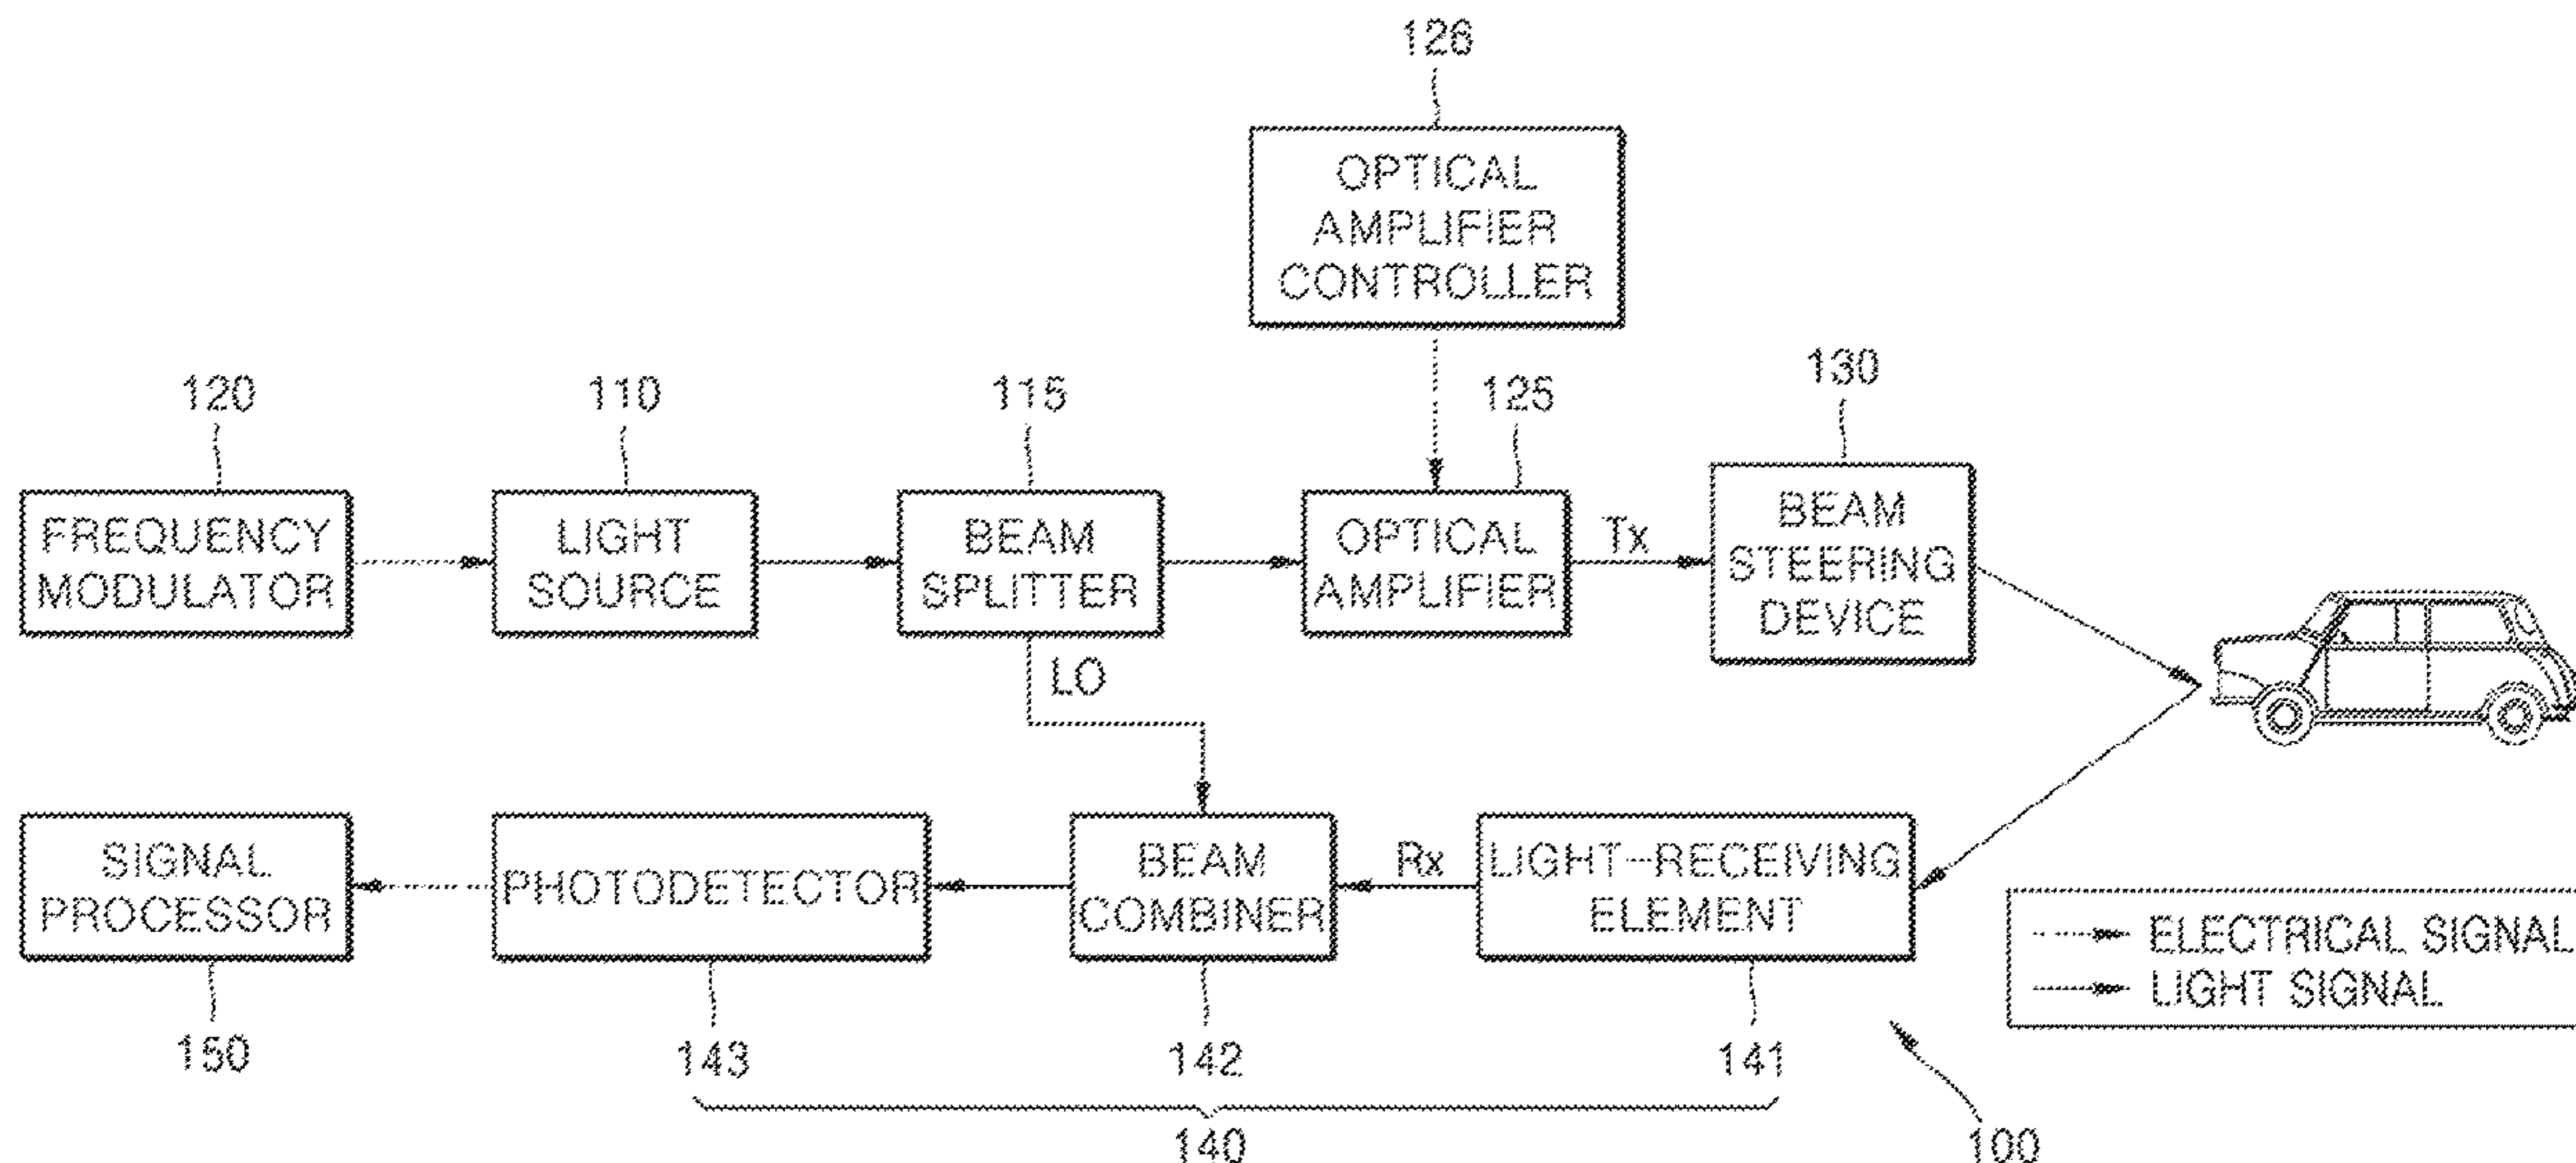 126
OPTICAL
AMPLIFIER
CONTROLLER
120
110
115
125
130
FREQUENCY
MODULATOR
LIGHT
SOURCE
BEAM
SPLITTER
OPTICAL
AMPLIFIER
Tx
BEAM
STEERING
DEVICE
LO
SIGNAL
PROCESSOR
PHOTODETECTOR
BEAM
COMBINER
Rx
LIGHT-RECEIVING
ELEMENT
ELECTRICAL SIGNAL
LIGHT SIGNAL
150
143
142
141
140
100